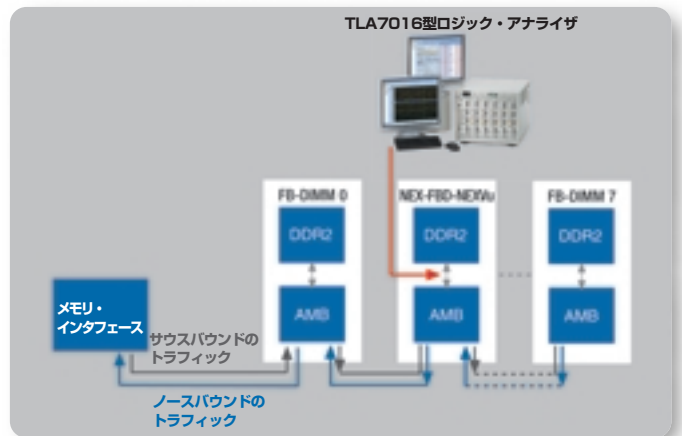 TLA7016型ロジック・アナライザ
FB-DIMM 0
NEX-FBD-NEXVu
FB-DIMM 7
DDR2
DDR2
DDR2
AMB
AMB
AMB
メモリ・
インタフェース
サウスバウンドの
トラフィック
ノースバウンドの
トラフィック